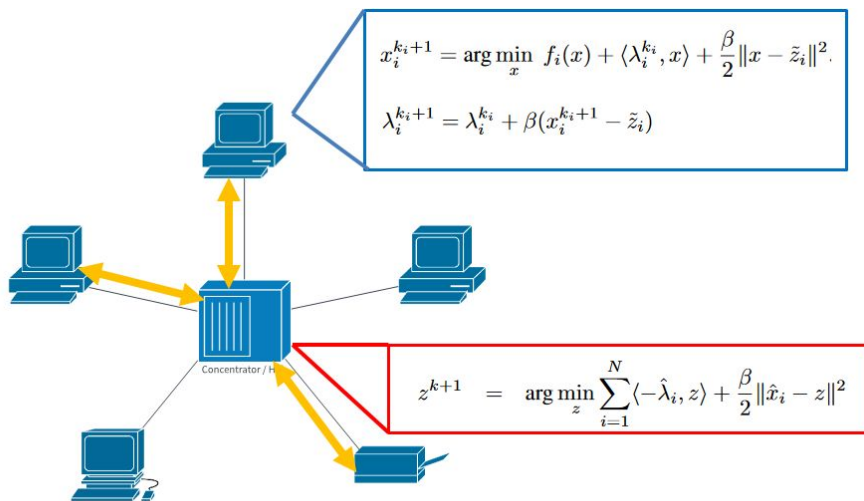 x_i^{k_i+1} = arg min_x f_i(x) + ⟨λ_i^{k_i}, x⟩ + β/2 ‖x − z̃_i‖².
λ_i^{k_i+1} = λ_i^{k_i} + β(x_i^{k_i+1} − z̃_i)
Concentrator / H
z^{k+1} = arg min_z ∑_{i=1}^{N} ⟨−λ̂_i, z⟩ + β/2 ‖x̂_i − z‖²